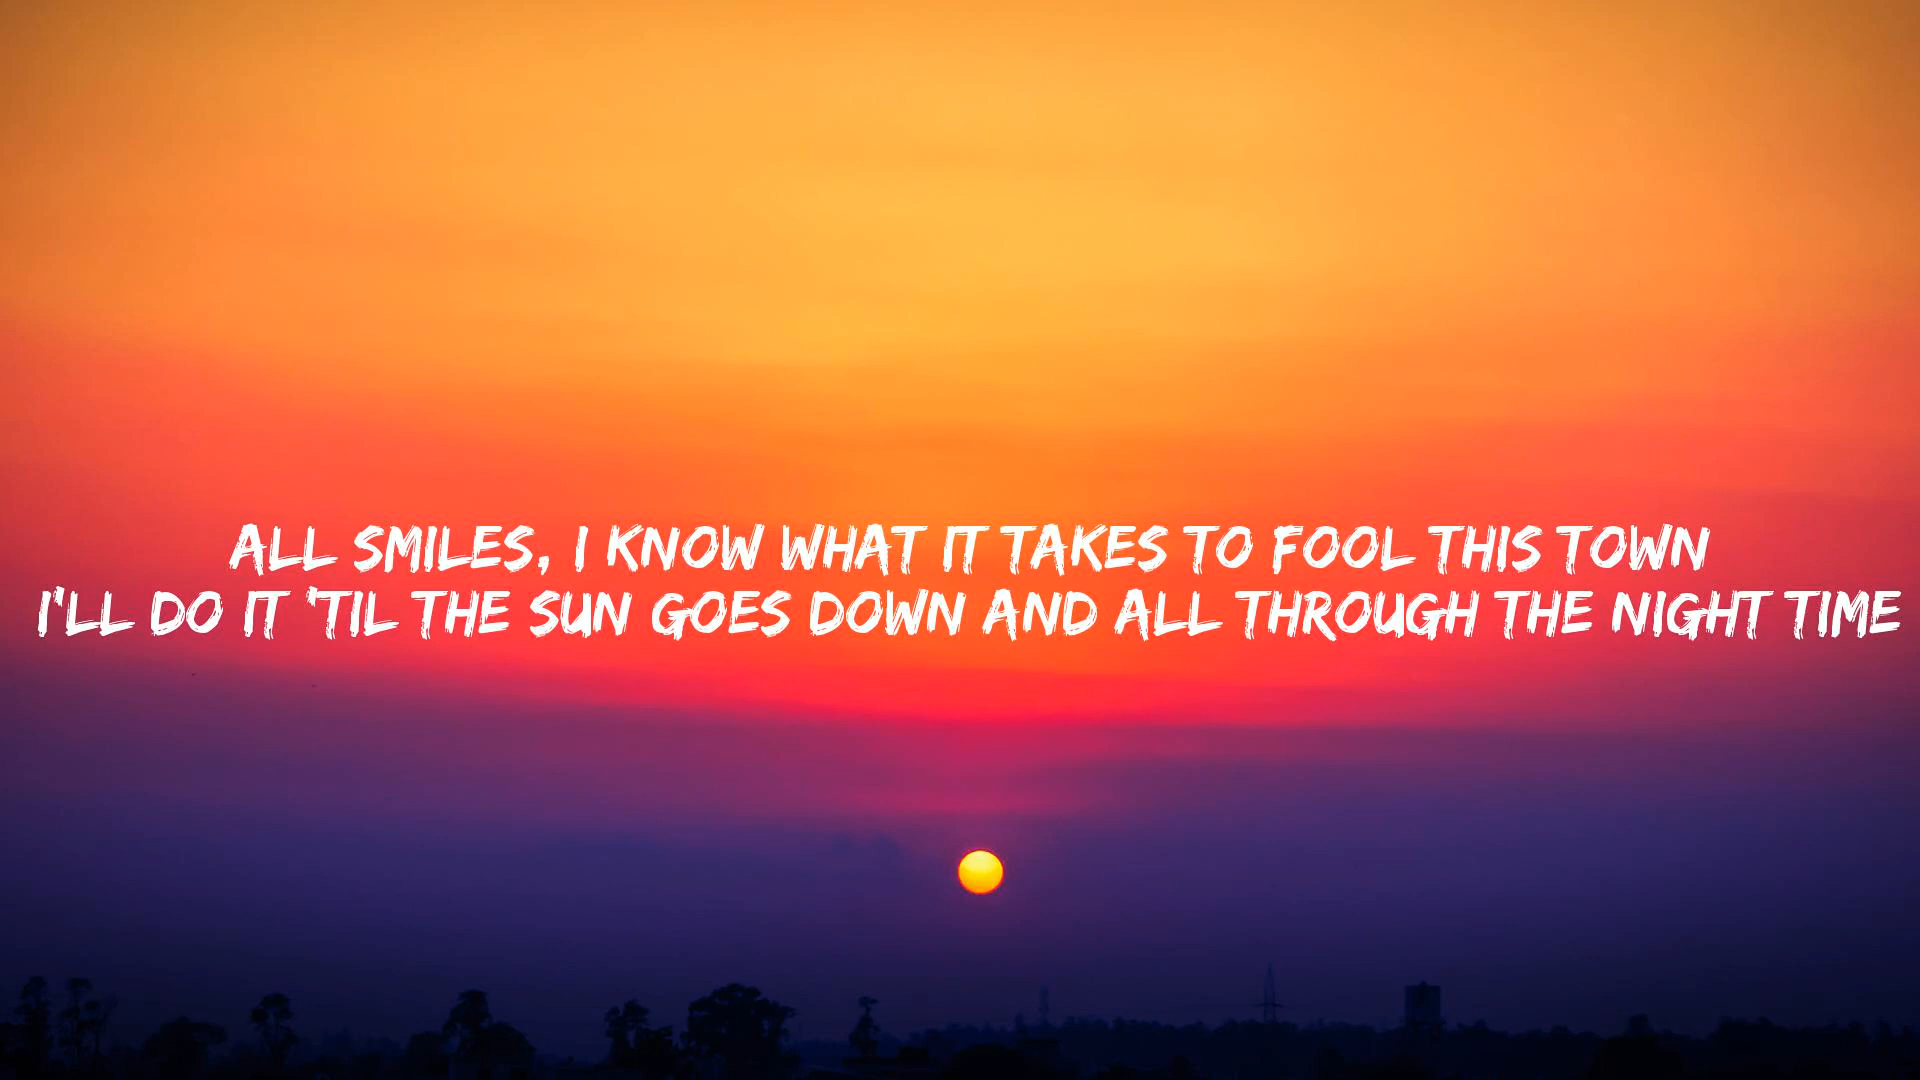 ALL SMILES, I KNOW WHAT IT TAKES TO FOOL THIS TOWN
I'LL DO IT 'TIL THE SUN GOES DOWN AND ALL THROUGH THE NIGHT TIME